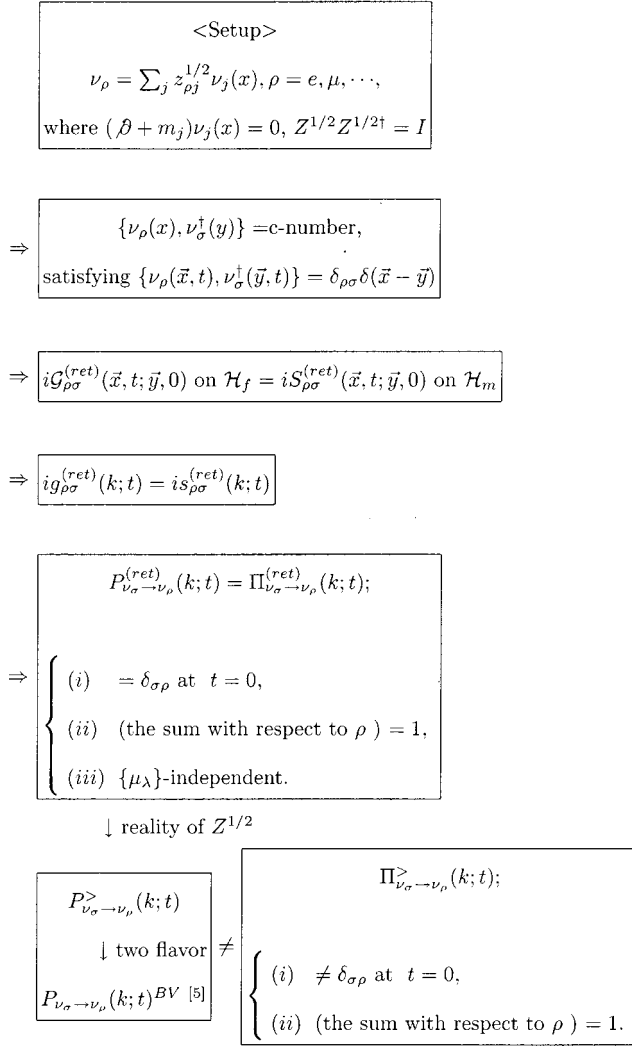 <Setup>
ν_ρ = ∑_j z_{ρj}^{1/2} ν_j(x), ρ = e, μ, ⋯,
where (∂̸ + m_j)ν_j(x) = 0, Z^{1/2}Z^{1/2†} = I
⇒ {ν_ρ(x), ν_σ^†(y)} =c-number,
satisfying {ν_ρ(x⃗, t), ν_σ^†(y⃗, t)} = δ_{ρσ}δ(x⃗ − y⃗)
⇒ i𝒢_{ρσ}^{(ret)}(x⃗, t; y⃗, 0) on ℋ_f = iS_{ρσ}^{(ret)}(x⃗, t; y⃗, 0) on ℋ_m
⇒ ig_{ρσ}^{(ret)}(k; t) = is_{ρσ}^{(ret)}(k; t)
P_{ν_σ→ν_ρ}^{(ret)}(k; t) = Π_{ν_σ→ν_ρ}^{(ret)}(k; t);
⇒ { (i) = δ_{σρ} at t = 0,
(ii) (the sum with respect to ρ ) = 1,
(iii) {μ_λ}-independent.
↓ reality of Z^{1/2}
P_{ν_σ→ν_ρ}^{>}(k; t)
↓ two flavor
P_{ν_σ→ν_ρ}(k; t)^{BV [5]}
≠
Π_{ν_σ→ν_ρ}^{>}(k; t);
{ (i) ≠ δ_{σρ} at t = 0,
(ii) (the sum with respect to ρ ) = 1.